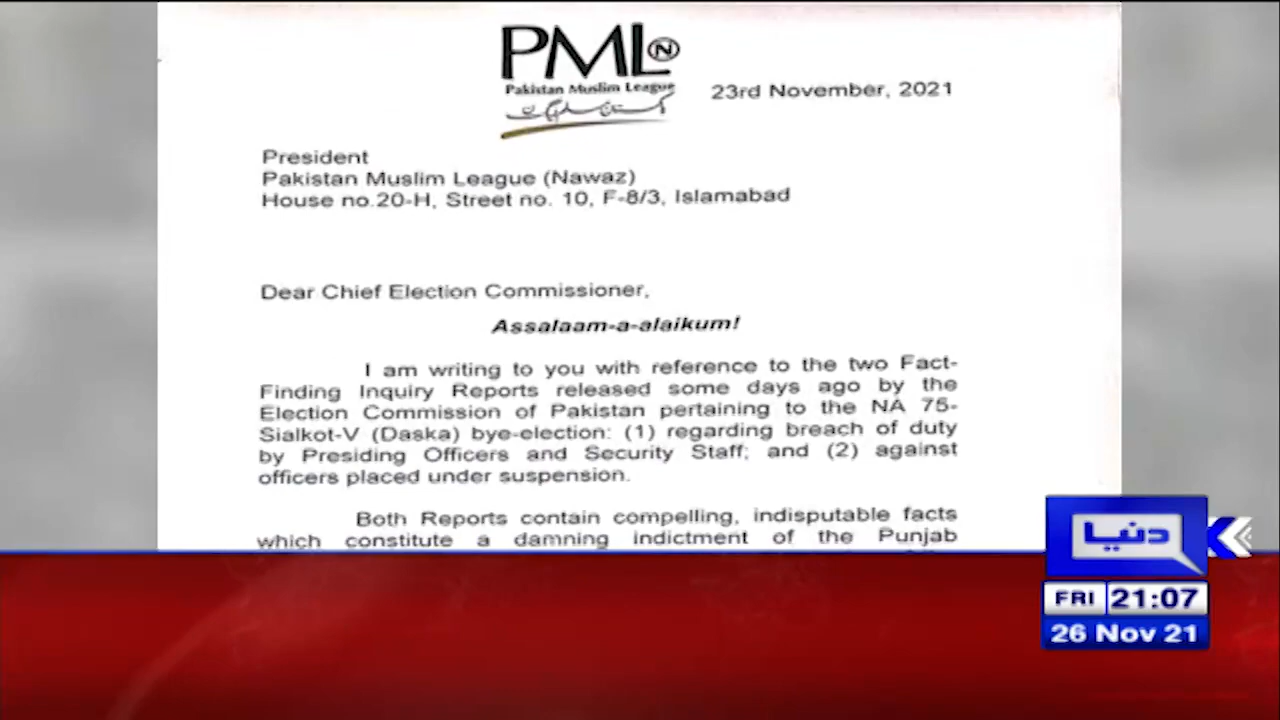 PML N
Pakistan Muslim League
23rd November, 2021
President
Pakistan Muslim League (Nawaz)
House no.20-H, Street no. 10, F-8/3, Islamabad
Dear Chief Election Commissioner,
Assalaam-a-alaikum!
I am writing to you with reference to the two Fact-
Finding Inquiry Reports released some days ago by the
Election Commission of Pakistan pertaining to the NA 75-
Sialkot-V (Daska) bye-election: (1) regarding breach of duty
by Presiding Officers and Security Staff; and (2) against
officers placed under suspension.
Both Reports contain compelling, indisputable facts
which constitute a damning indictment of the Punjab
دنیا
FRI 21:07
26 Nov 21